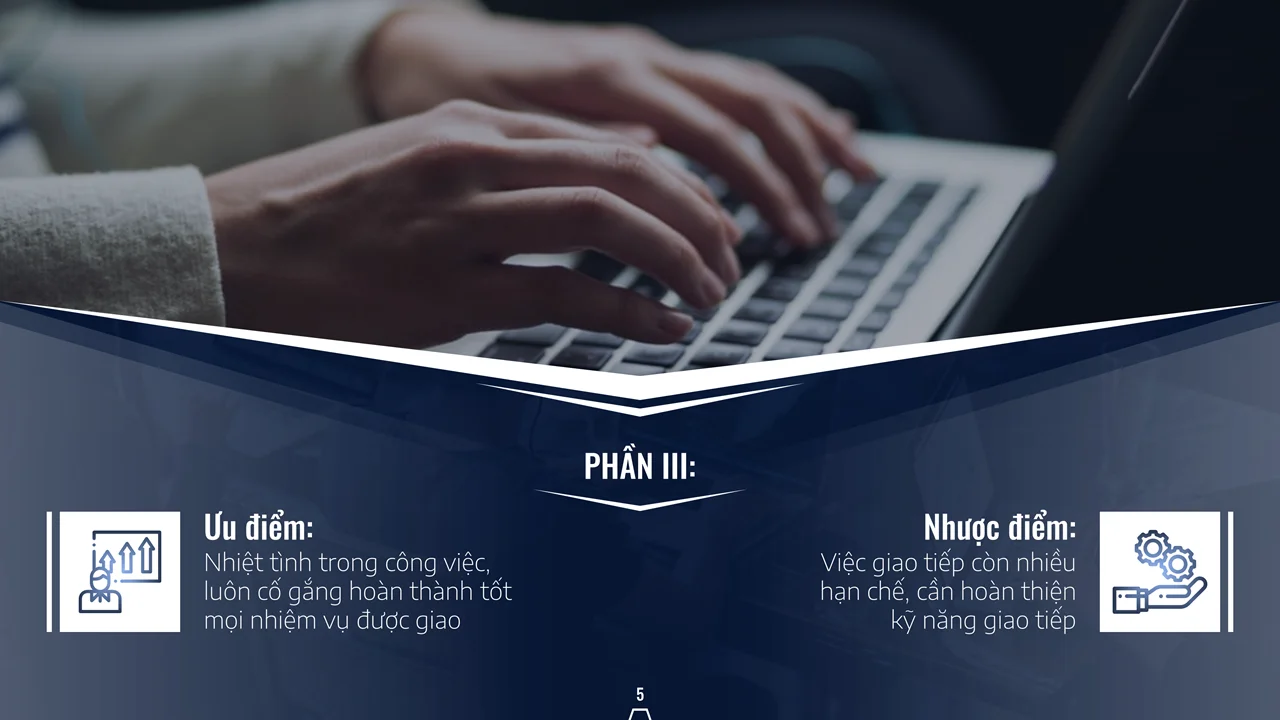 PHẦN III:
Ưu điểm:
Nhiệt tình trong công việc,
luôn cố gắng hoàn thành tốt
mọi nhiệm vụ được giao
Nhược điểm:
Việc giao tiếp còn nhiều
hạn chế, cần hoàn thiện
kỹ năng giao tiếp
5